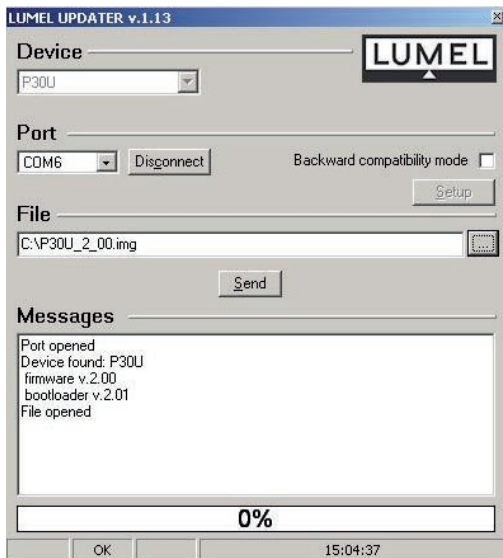 LUMEL UPDATER v.1.13
Device
LUMEL
P30U
Port
COM6
Disconnect
Backward compatibility mode
Setup
File
C:\P30U_2_00.img
...
Send
Messages
Port opened
Device found: P30U
firmware v.2.00
bootloader v.2.01
File opened
0%
OK
15:04:37